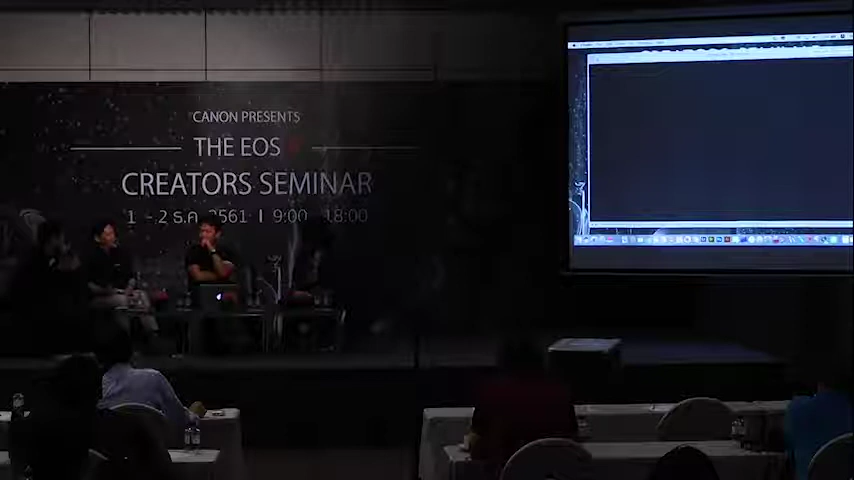 CANON PRESENTS
THE EOS R
CREATORS SEMINAR
1 - 2 ธ.ค. 2561 | 9:00 - 18:00